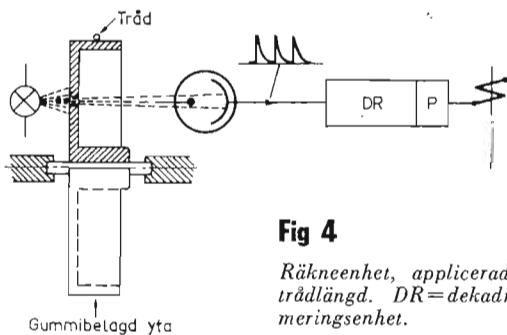 Tråd
DR P
Gummibelagd yta
Fig 4
Räkneenhet, applicerad
trådlängd. DR=dekadr
meringsenhet.